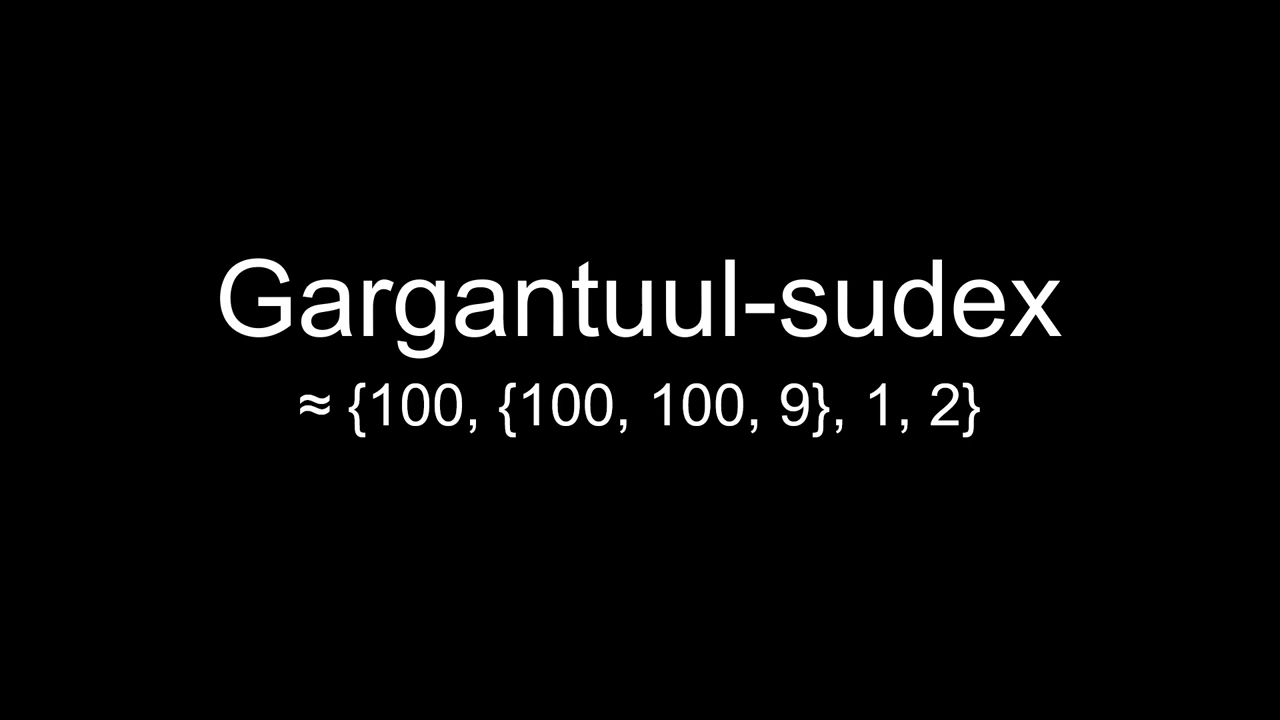 Gargantuul-sudex
≈ {100, {100, 100, 9}, 1, 2}